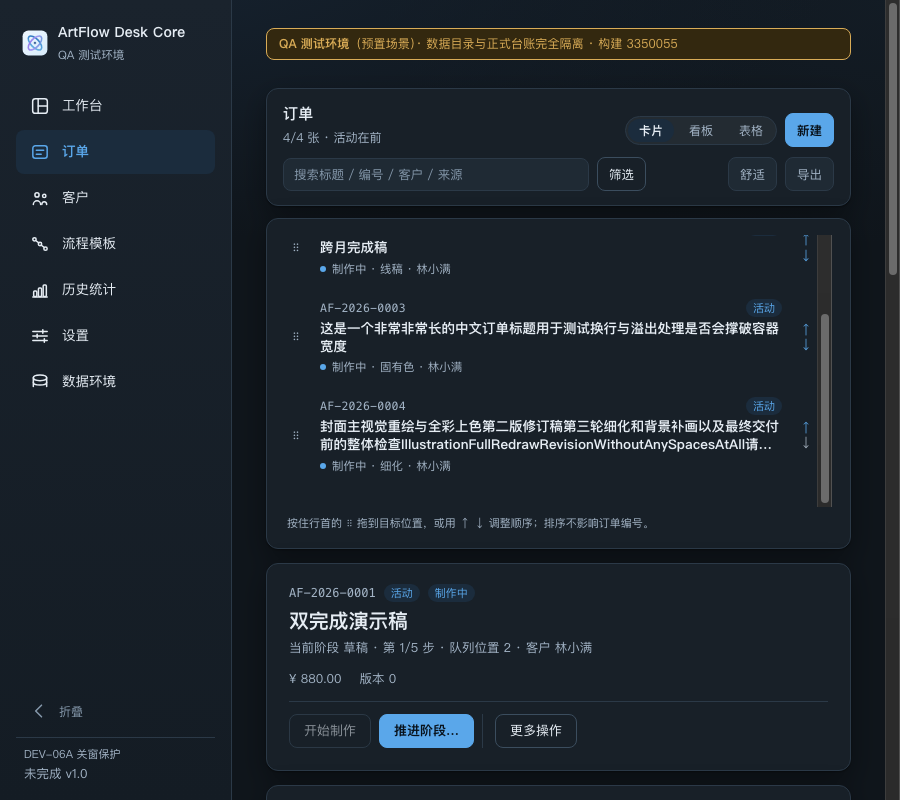 ArtFlow Desk Core
QA 测试环境
工作台
订单
客户
流程模板
历史统计
设置
数据环境
折叠
DEV-06A 关窗保护
未完成 v1.0
QA 测试环境（预置场景）· 数据目录与正式台账完全隔离 · 构建 3350055
订单
4/4 张 · 活动在前
卡片 看板 表格 新建
搜索标题 / 编号 / 客户 / 来源 筛选 舒适 导出
⠿ 跨月完成稿 ↑
制作中 · 线稿 · 林小满 ↓
AF-2026-0003 活动
这是一个非常非常长的中文订单标题用于测试换行与溢出处理是否会撑破容器 ↑
⠿ 宽度 ↓
制作中 · 固有色 · 林小满
AF-2026-0004 活动
封面主视觉重绘与全彩上色第二版修订稿第三轮细化和背景补画以及最终交付 ↑
⠿ 前的整体检查IllustrationFullRedrawRevisionWithoutAnySpacesAtAll请… ↓
制作中 · 细化 · 林小满
按住行首的 ⠿ 拖到目标位置，或用 ↑ ↓ 调整顺序；排序不影响订单编号。
AF-2026-0001 活动 制作中
双完成演示稿
当前阶段 草稿 · 第 1/5 步 · 队列位置 2 · 客户 林小满
¥ 880.00 版本 0
开始制作 推进阶段… 更多操作